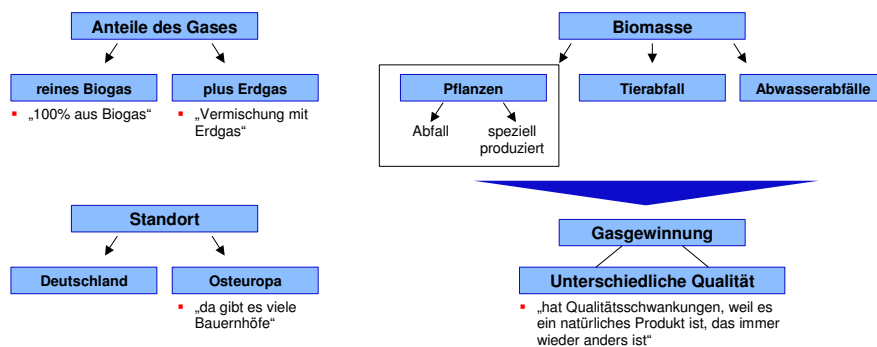 Anteile des Gases
reines Biogas
plus Erdgas
„100% aus Biogas“
„Vermischung mit
Erdgas“
Biomasse
Pflanzen
Tierabfall
Abwasserabfälle
Abfall
speziell
produziert
Standort
Deutschland
Osteuropa
„da gibt es viele
Bauernhöfe“
Gasgewinnung
Unterschiedliche Qualität
„hat Qualitätsschwankungen, weil es
ein natürliches Produkt ist, das immer
wieder anders ist“